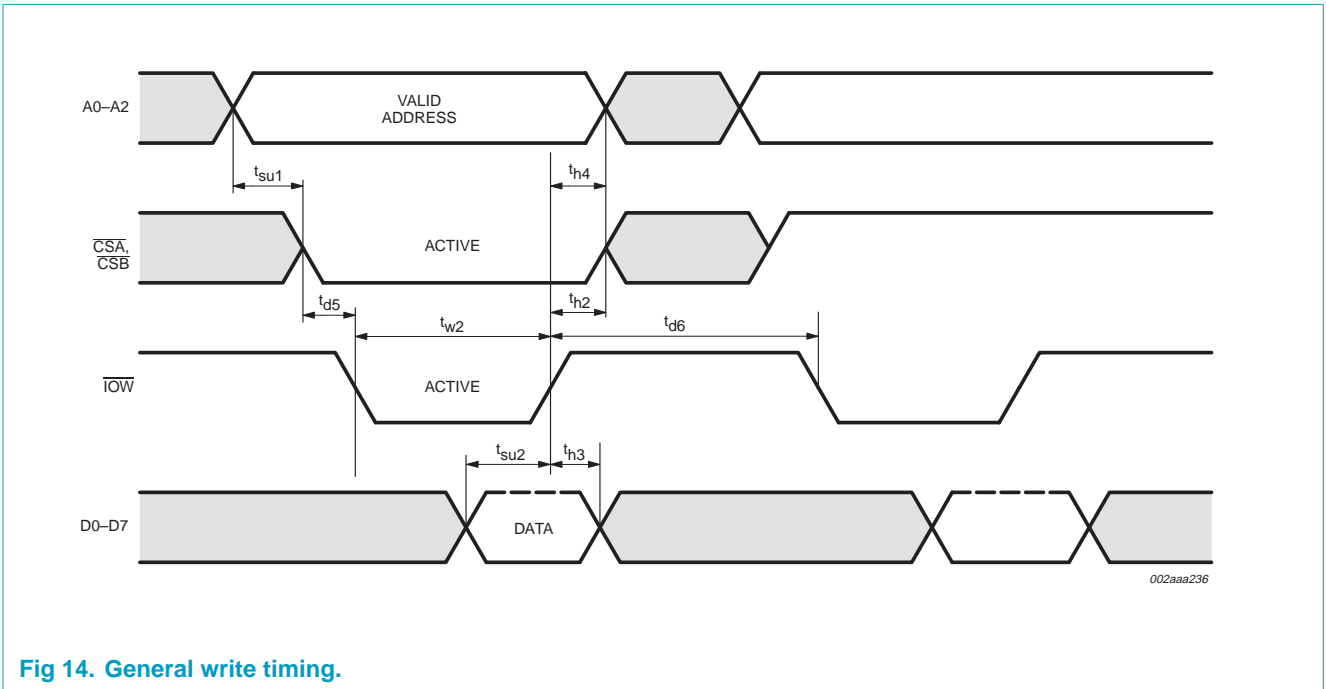 A0–A2
VALID
ADDRESS
tsu1
th4
CSA,
CSB
ACTIVE
th2
td5
tw2
td6
IOW
ACTIVE
tsu2
th3
D0–D7
DATA
002aaa236
Fig 14. General write timing.